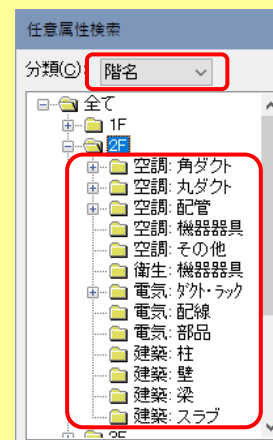 任意属性検索
分類(C): 階名
全て
1F
2F
空調: 角ダクト
空調: 丸ダクト
空調: 配管
空調: 機器器具
空調: その他
衛生: 機器器具
電気: ダクト・ラック
電気: 配線
電気: 部品
建築: 柱
建築: 壁
建築: 梁
建築: スラブ